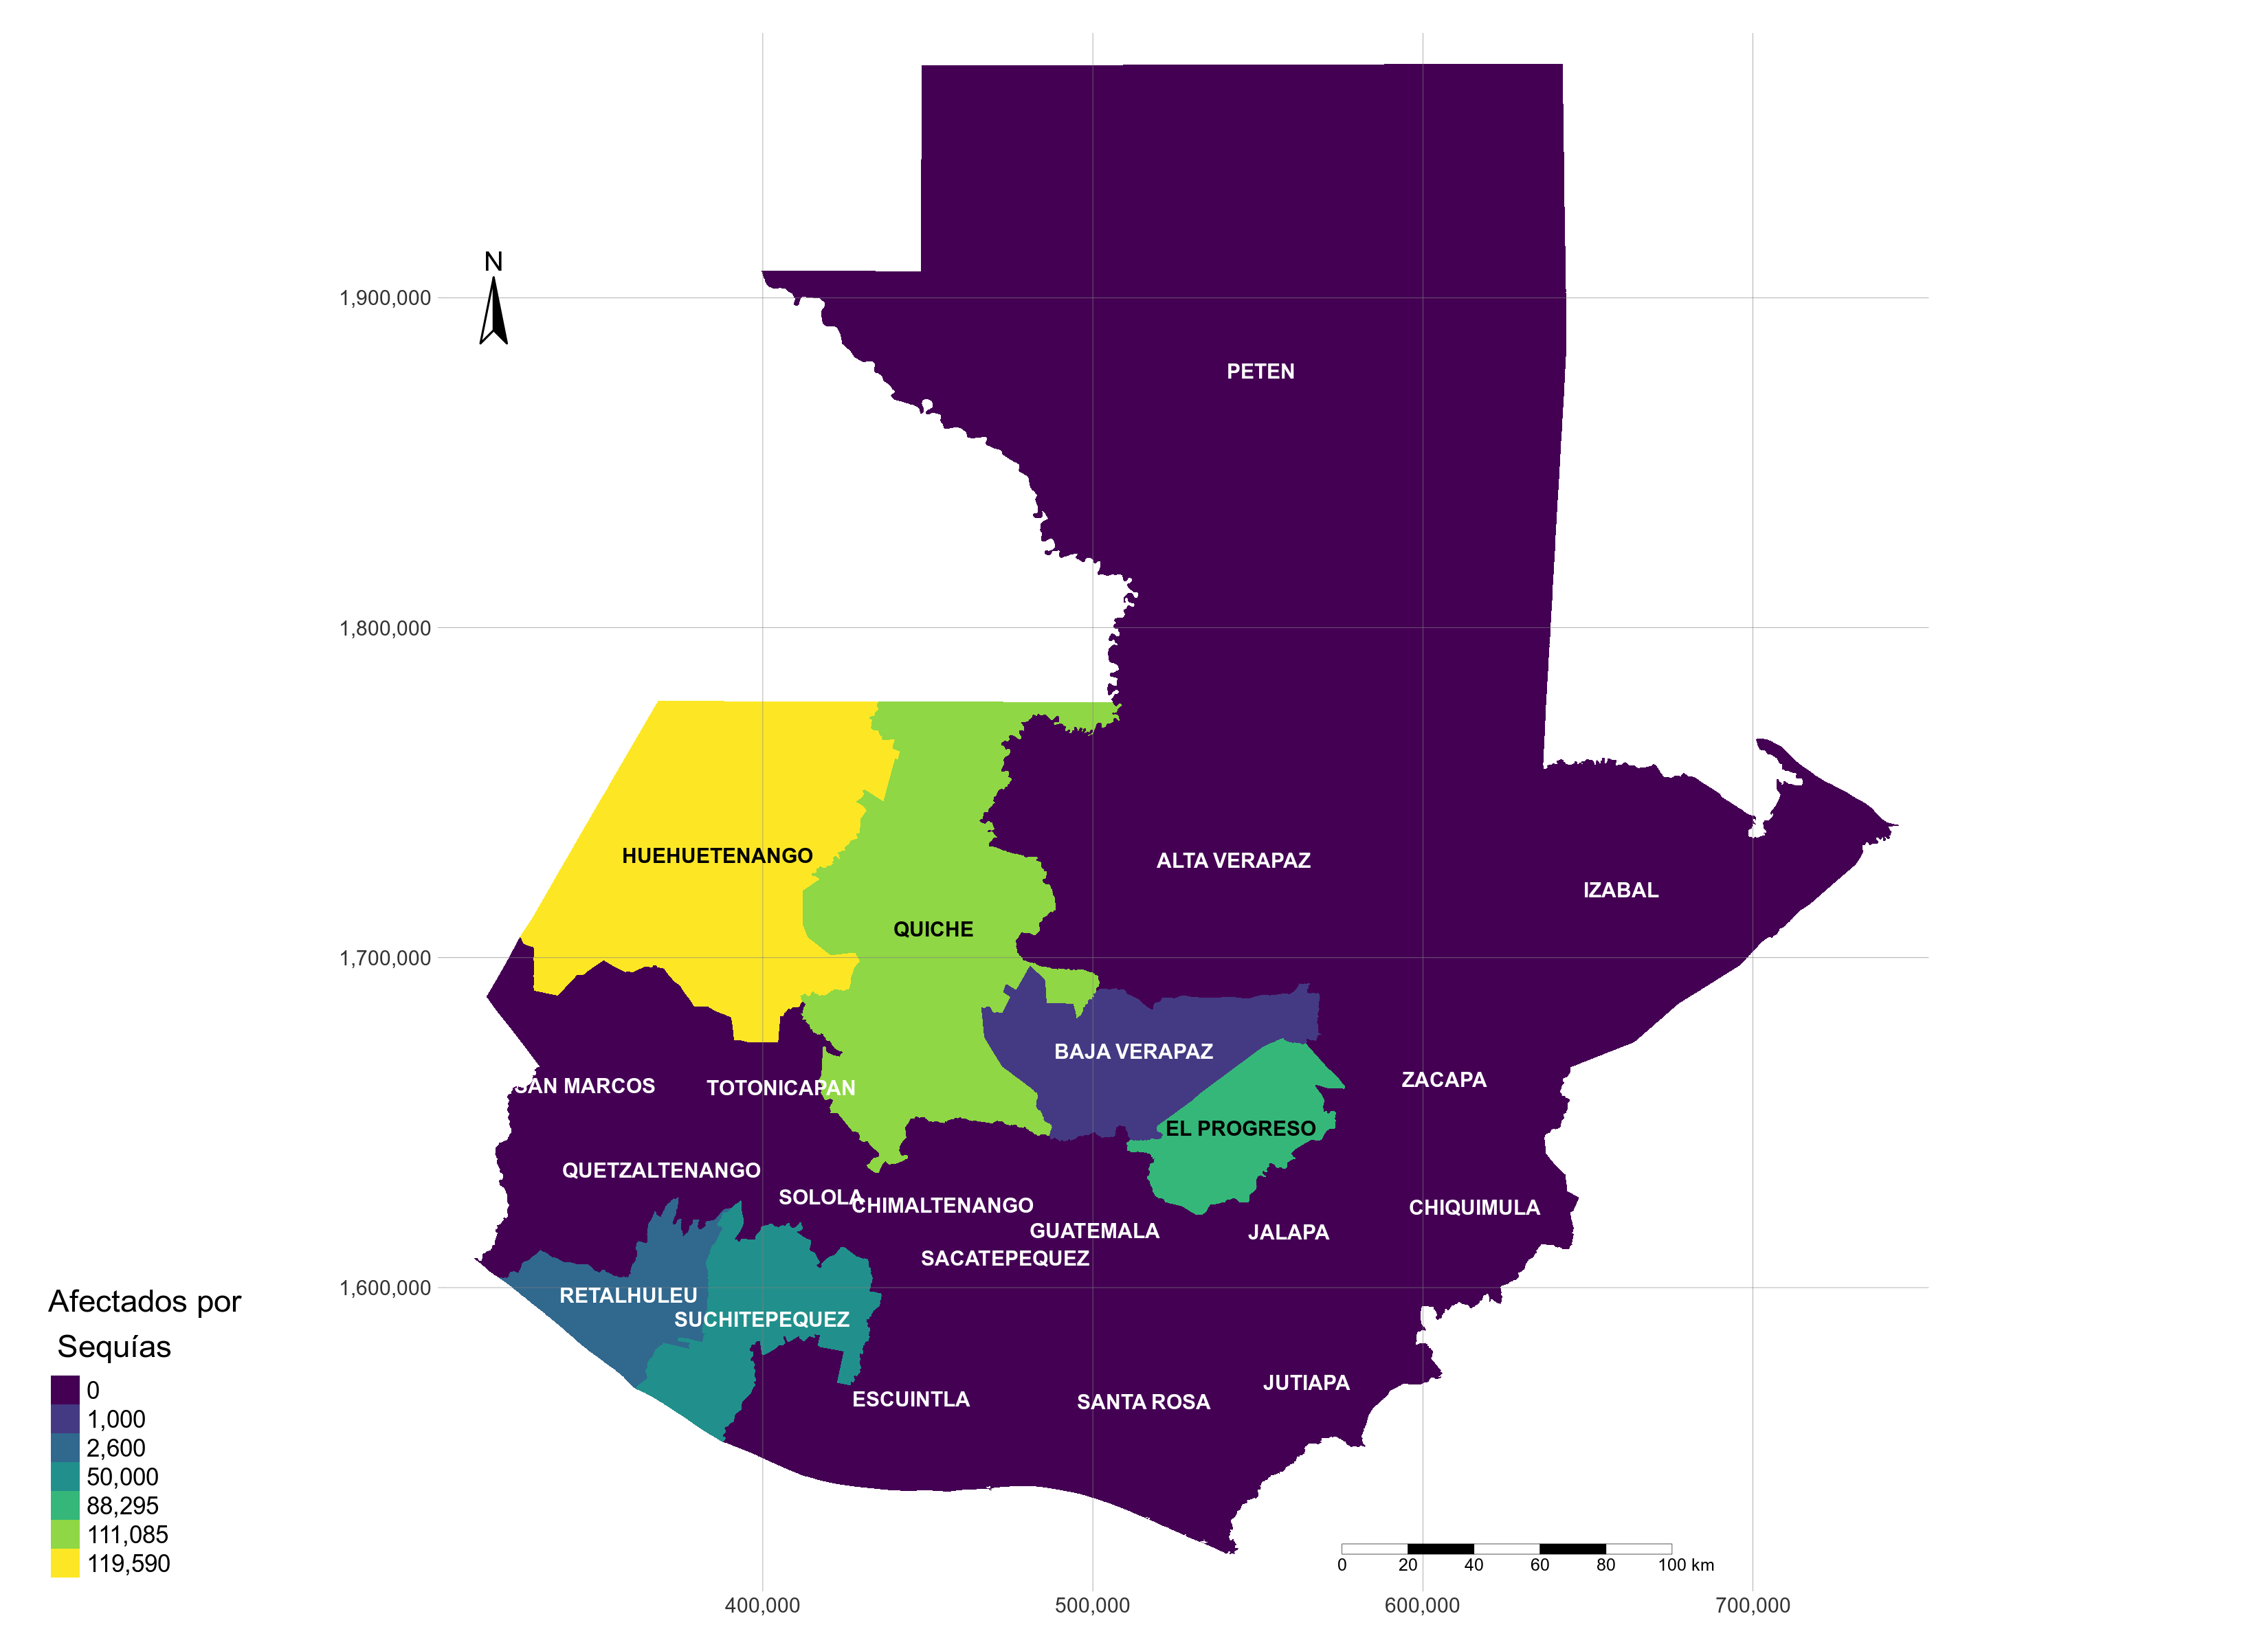 N
1,900,000
PETEN
1,800,000
HUEHUETENANGO
ALTA VERAPAZ
IZABAL
QUICHE
1,700,000
BAJA VERAPAZ
ZACAPA
SAN MARCOS
TOTONICAPAN
EL PROGRESO
QUETZALTENANGO
SOLOLA
CHIMALTENANGO
CHIQUIMULA
GUATEMALA
JALAPA
SACATEPEQUEZ
1,600,000
RETALHULEU
SUCHITEPEQUEZ
JUTIAPA
ESCUINTLA
SANTA ROSA
Afectados por
Sequías
0
1,000
2,600
50,000
88,295
111,085
119,590
0 20 40 60 80 100 km
400,000 500,000 600,000 700,000